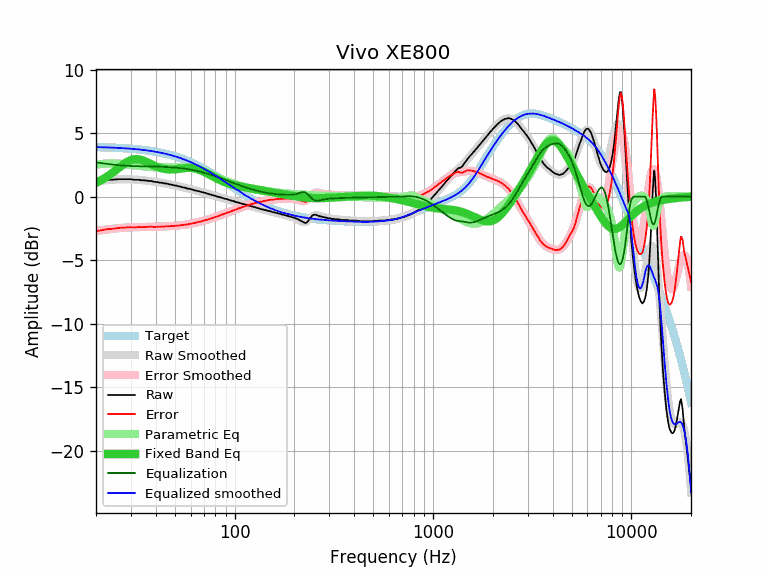 Vivo XE800
10
5
0
−5
−10
−15
−20
Amplitude (dBr)
Target
Raw Smoothed
Error Smoothed
Raw
Error
Parametric Eq
Fixed Band Eq
Equalization
Equalized smoothed
100 1000 10000
Frequency (Hz)